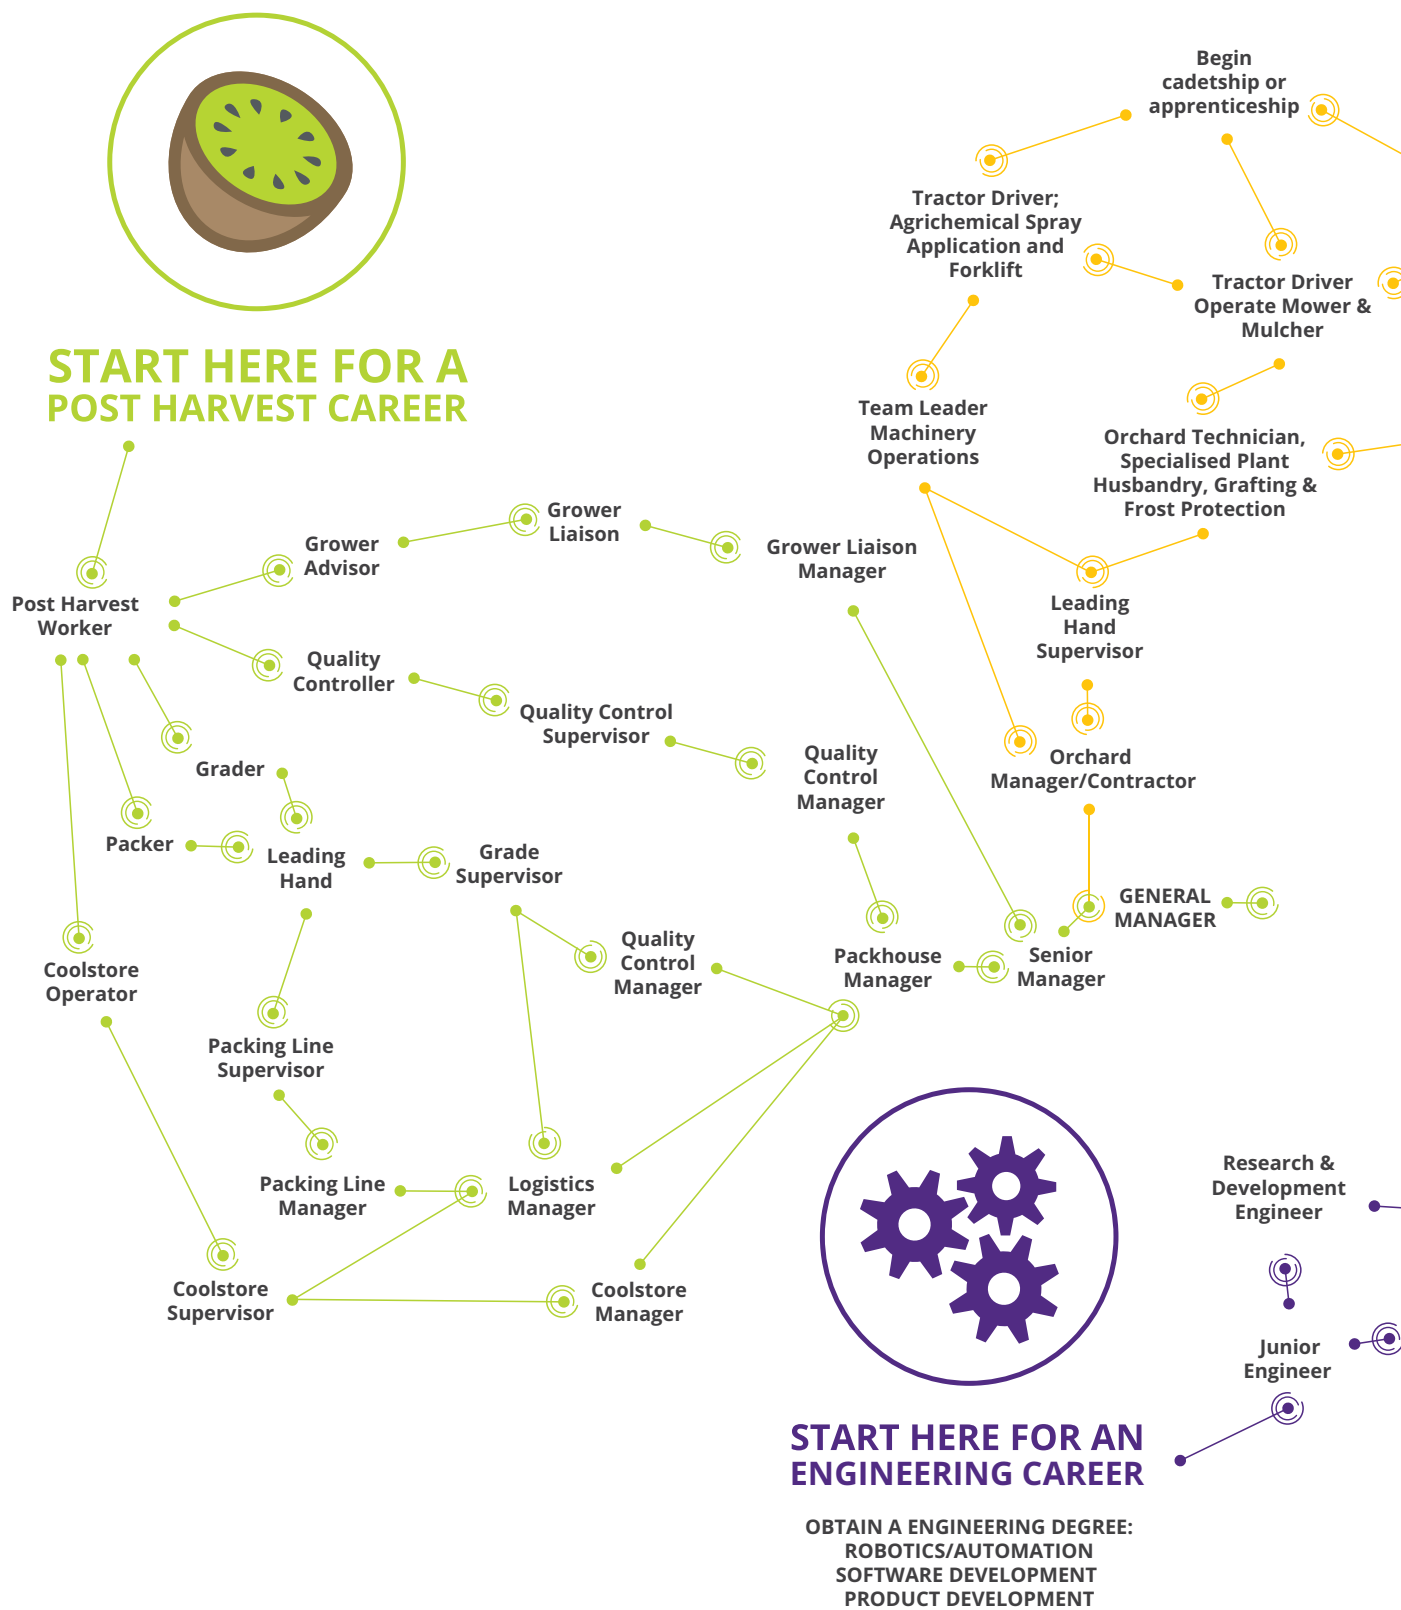 Begin
cadetship or
apprenticeship
Tractor Driver;
Agrichemical Spray
Application and
Forklift
Tractor Driver
Operate Mower &
Mulcher
START HERE FOR A
POST HARVEST CAREER
Team Leader
Machinery
Operations
Orchard Technician,
Specialised Plant
Husbandry, Grafting &
Frost Protection
Grower
Liaison
Grower
Advisor
Grower Liaison
Manager
Post Harvest
Worker
Leading
Hand
Supervisor
Quality
Controller
Quality Control
Supervisor
Quality
Control
Manager
Orchard
Manager/Contractor
Grader
Packer
Leading
Hand
Grade
Supervisor
GENERAL
MANAGER
Quality
Control
Manager
Packhouse
Manager
Senior
Manager
Coolstore
Operator
Packing Line
Supervisor
Packing Line
Manager
Logistics
Manager
Research &
Development
Engineer
Coolstore
Supervisor
Coolstore
Manager
Junior
Engineer
START HERE FOR AN
ENGINEERING CAREER
OBTAIN A ENGINEERING DEGREE:
ROBOTICS/AUTOMATION
SOFTWARE DEVELOPMENT
PRODUCT DEVELOPMENT